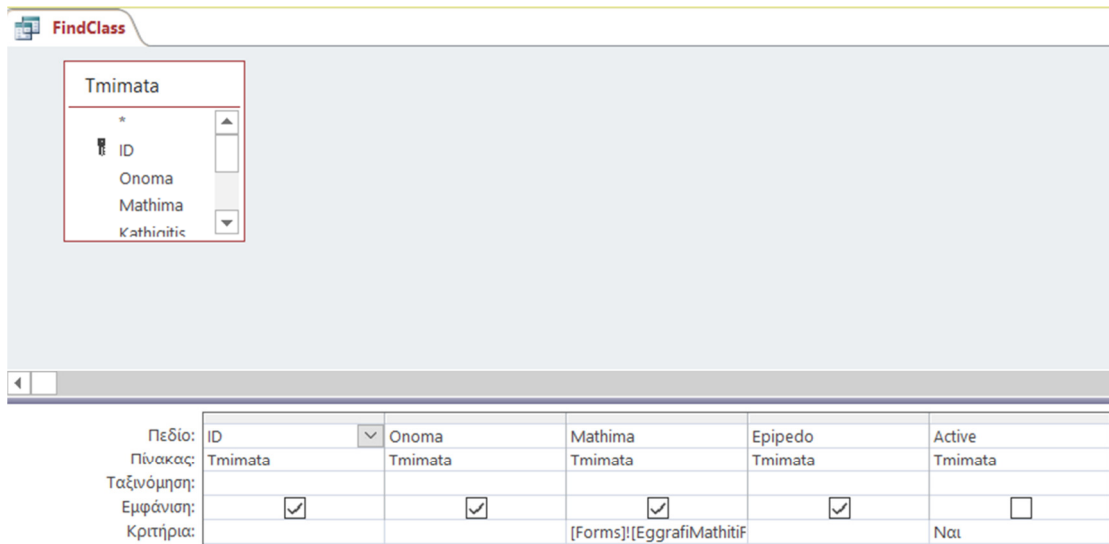 FindClass
Tmimata
*
ID
Onoma
Mathima
Kathigitis
Πεδίο: ID Onoma Mathima Epipedo Active
Πίνακας: Tmimata Tmimata Tmimata Tmimata Tmimata
Ταξινόμηση:
Εμφάνιση:
Κριτήρια: [Forms]![EggrafiMathitiF Ναι